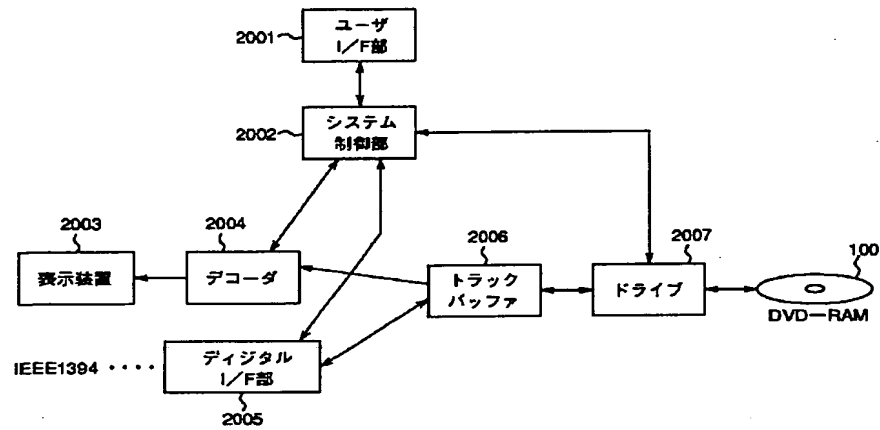 2001
ユーザ
I/F部
2002
システム
制御部
2003
2004
2006
2007
100
表示装置
デコーダ
トラック
バッファ
ドライブ
DVD-RAM
IEEE1394 ・・・・
ディジタル
I/F部
2005